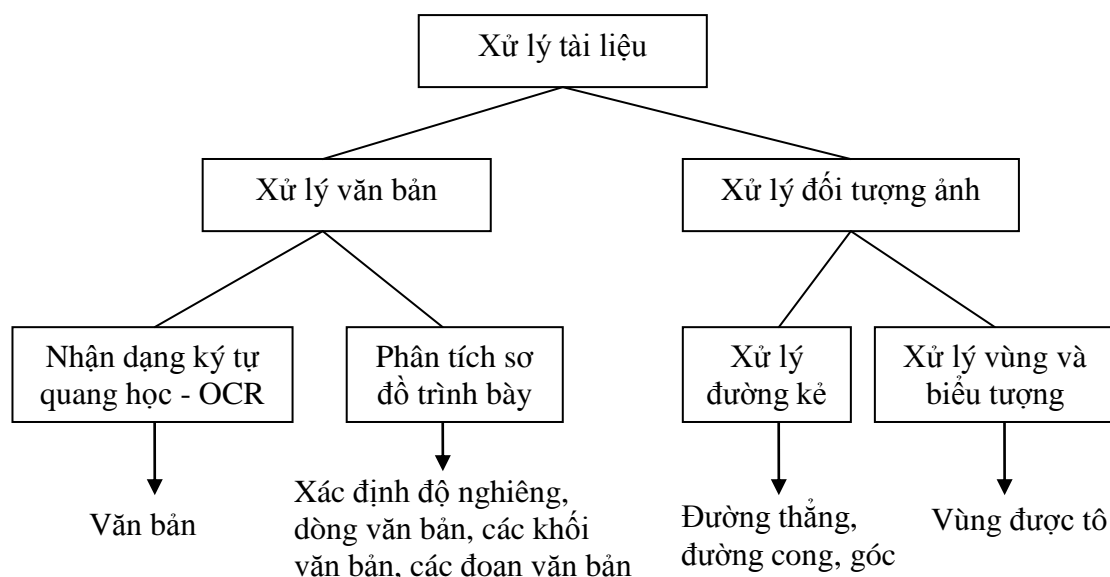 Xử lý tài liệu
Xử lý văn bản
Xử lý đối tượng ảnh
Nhận dạng ký tự
quang học - OCR
Phân tích sơ
đồ trình bày
Xử lý
đường kẻ
Xử lý vùng và
biểu tượng
Văn bản
Xác định độ nghiêng,
dòng văn bản, các khối
văn bản, các đoan văn bản
Đường thẳng,
đường cong, góc
Vùng được tô